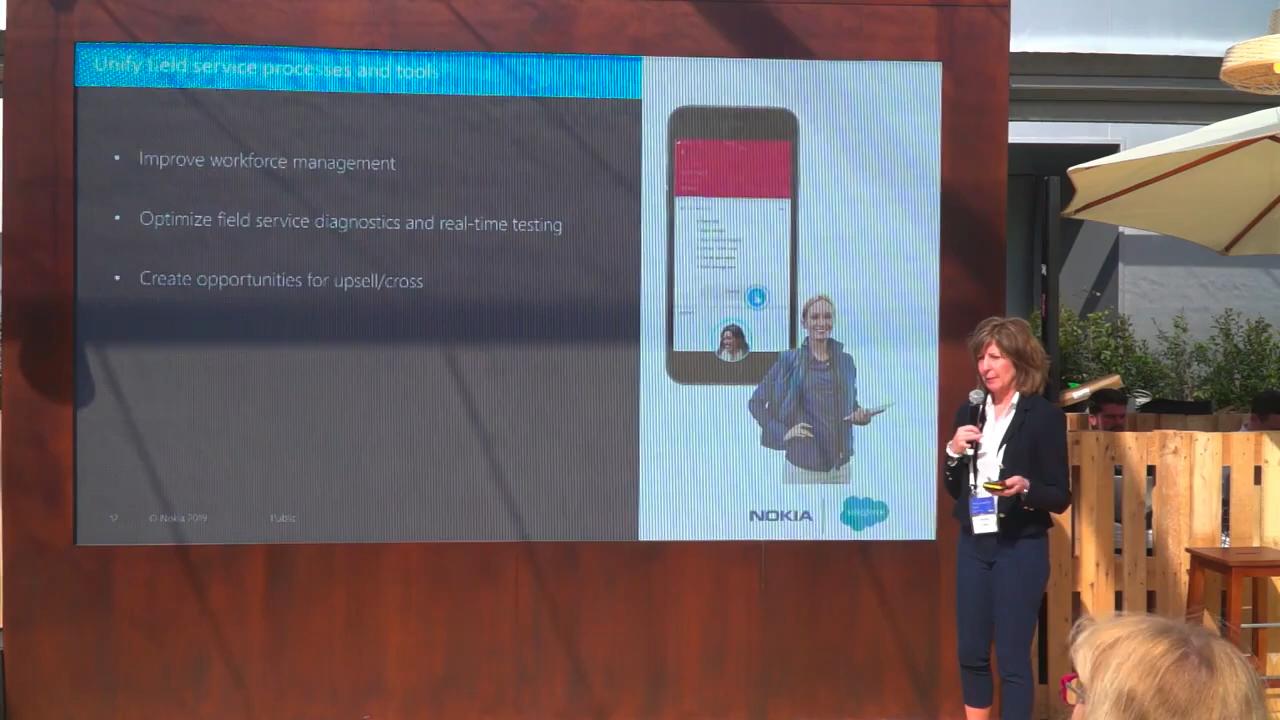 Unify field service processes and tools
• Improve workforce management
• Optimize field service diagnostics and real-time testing
• Create opportunities for upsell/cross
© Nokia 2019 Public
NOKIA